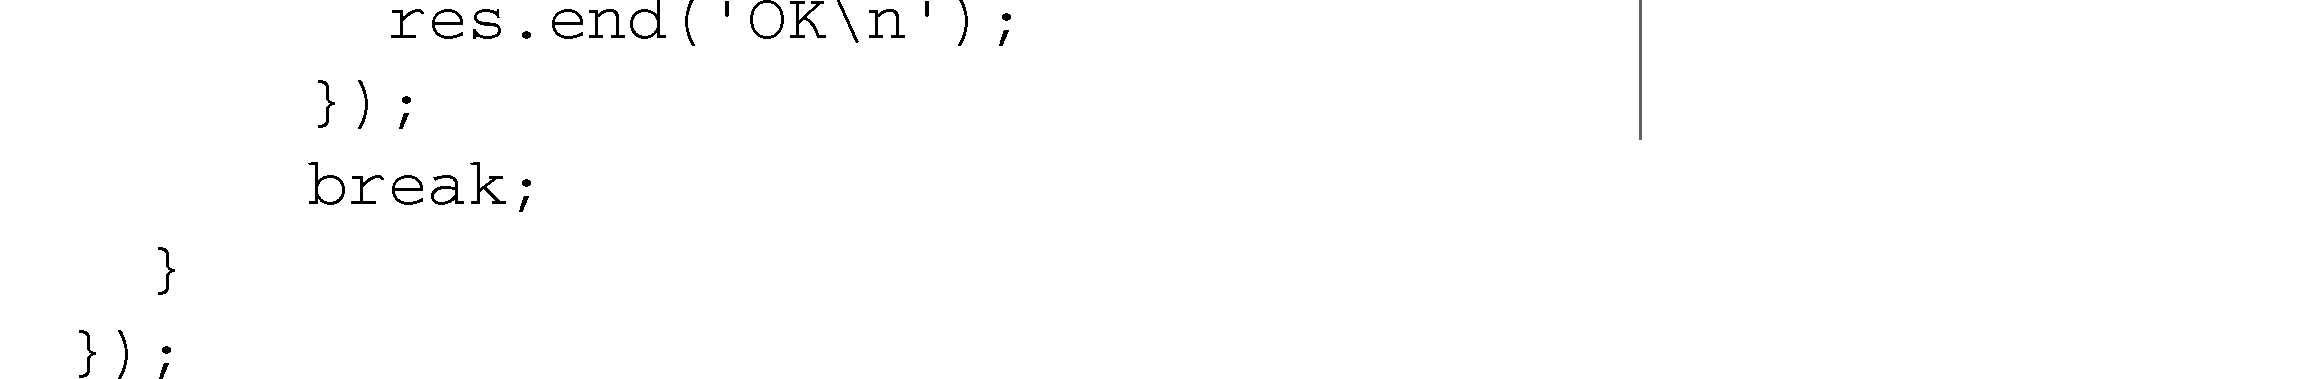 res.end('OK\n');
      });
      break;
  }
});